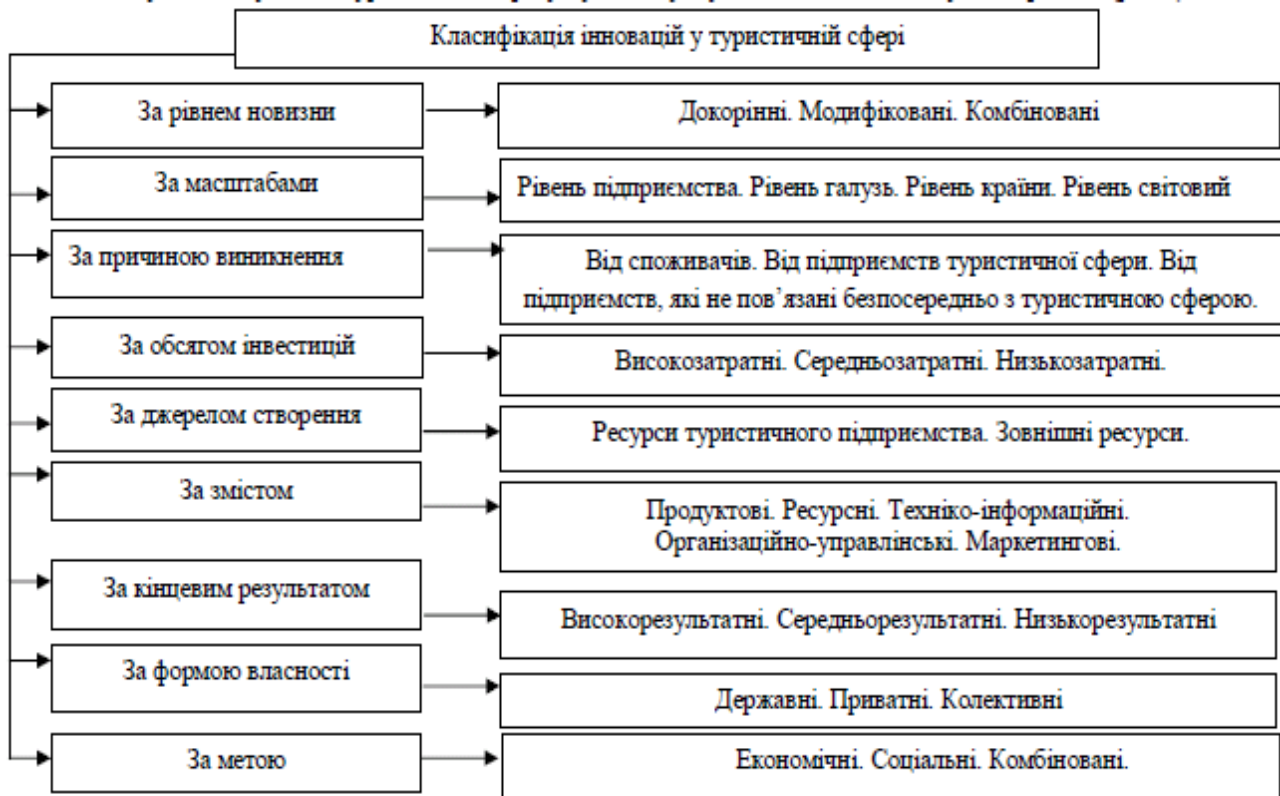 Класифікація інновацій у туристичній сфері
За рівнем новизни
Докорінні. Модифіковані. Комбіновані
За масштабами
Рівень підприємства. Рівень галузь. Рівень країни. Рівень світовий
За причиною виникнення
Від споживачів. Від підприємств туристичної сфери. Від
підприємств, які не пов’язані безпосередньо з туристичною сферою.
За обсягом інвестицій
Високозатратні. Середньозатратні. Низькозатратні.
За джерелом створення
Ресурси туристичного підприємства. Зовнішні ресурси.
За змістом
Продуктові. Ресурсні. Техніко-інформаційні.
Організаційно-управлінські. Маркетингові.
За кінцевим результатом
Високорезультатні. Середньорезультатні. Низькорезультатні
За формою власності
Державні. Приватні. Колективні
За метою
Економічні. Соціальні. Комбіновані.